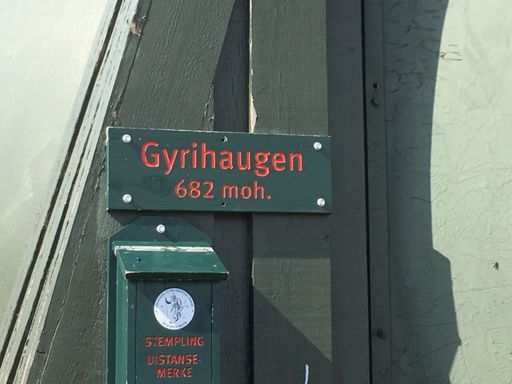 Gyrihaugen
682 moh.
STEMPLING
DISTANSE-
MERKE